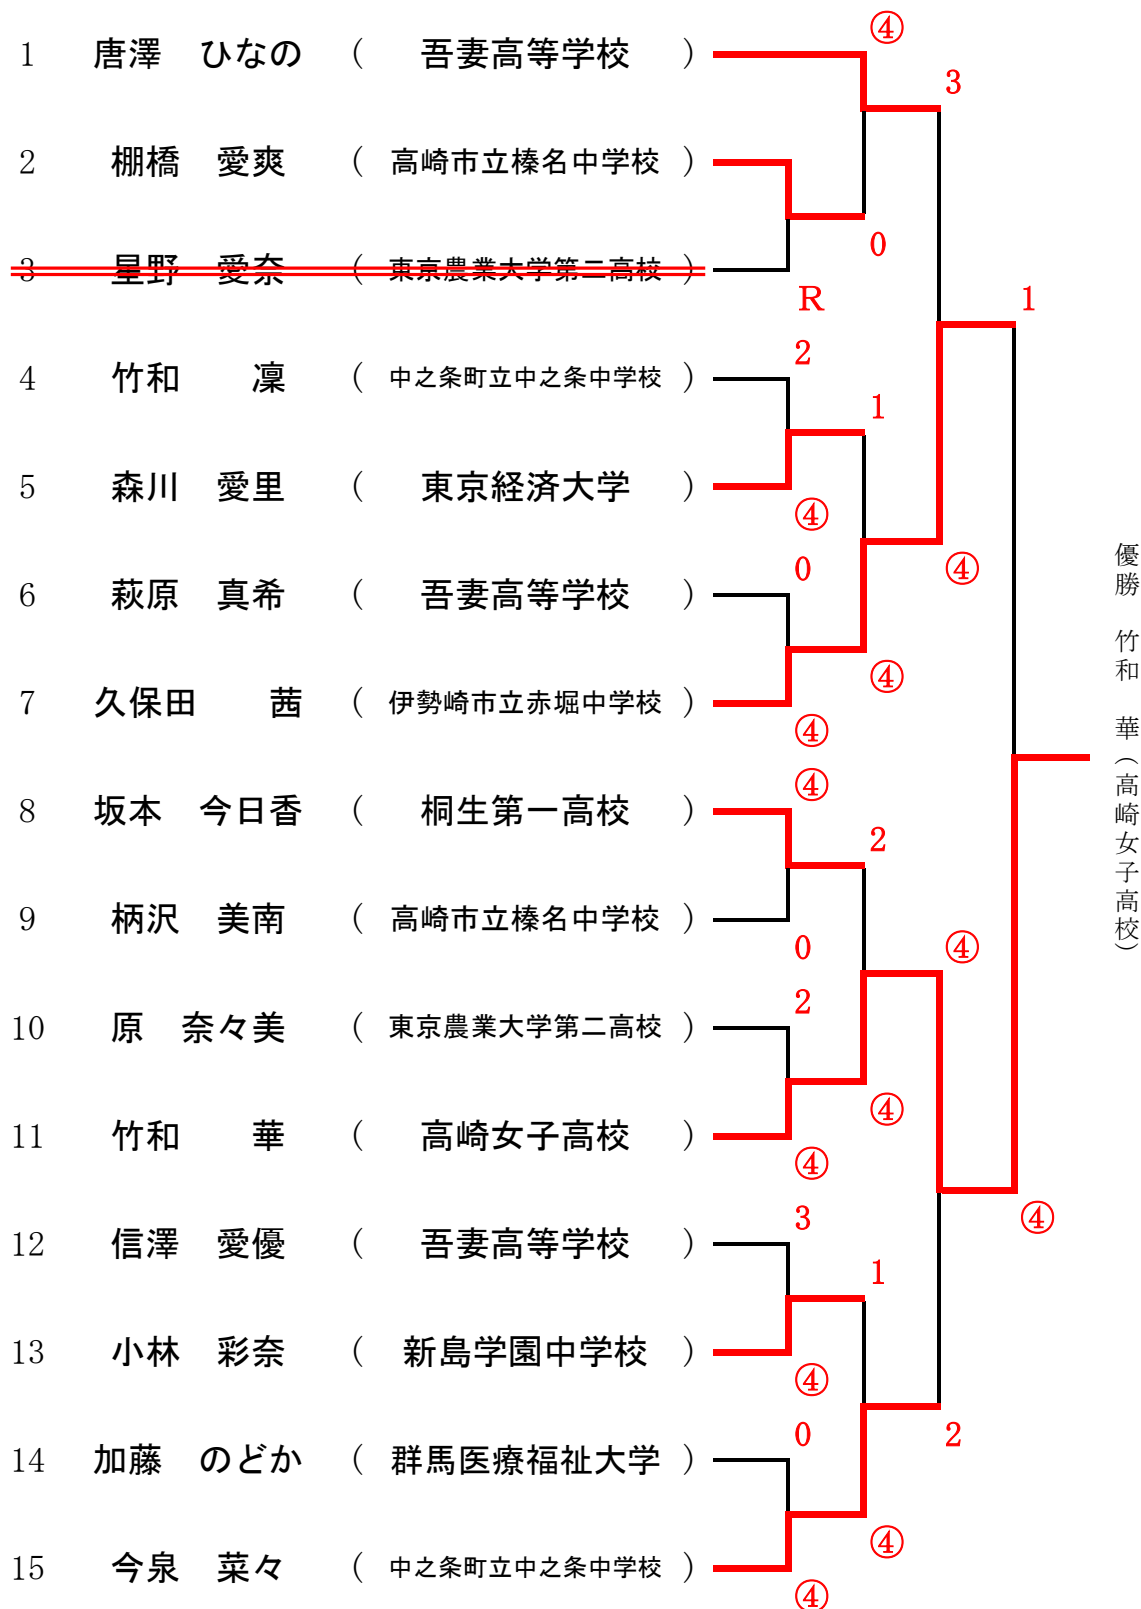 1 唐澤 ひなの ( 吾妻高等学校 ) ④
3
2 棚橋 愛爽 ( 高崎市立榛名中学校 )
0
3 星野 愛奈 ( 東京農業大学第二高校 )
R 1
2
4 竹和 凜 ( 中之条町立中之条中学校 )
1
5 森川 愛里 ( 東京経済大学 )
④
0 ④
6 萩原 真希 ( 吾妻高等学校 )
④
7 久保田 茜 ( 伊勢崎市立赤堀中学校 )
④
④
8 坂本 今日香 ( 桐生第一高校 )
2
9 柄沢 美南 ( 高崎市立榛名中学校 )
0 ④
2
10 原 奈々美 ( 東京農業大学第二高校 )
④
11 竹和 華 ( 高崎女子高校 )
④
3 ④
12 信澤 愛優 ( 吾妻高等学校 )
1
13 小林 彩奈 ( 新島学園中学校 )
④
0 2
14 加藤 のどか ( 群馬医療福祉大学 )
④
15 今泉 菜々 ( 中之条町立中之条中学校 )
④
優勝 竹和 華(高崎女子高校)